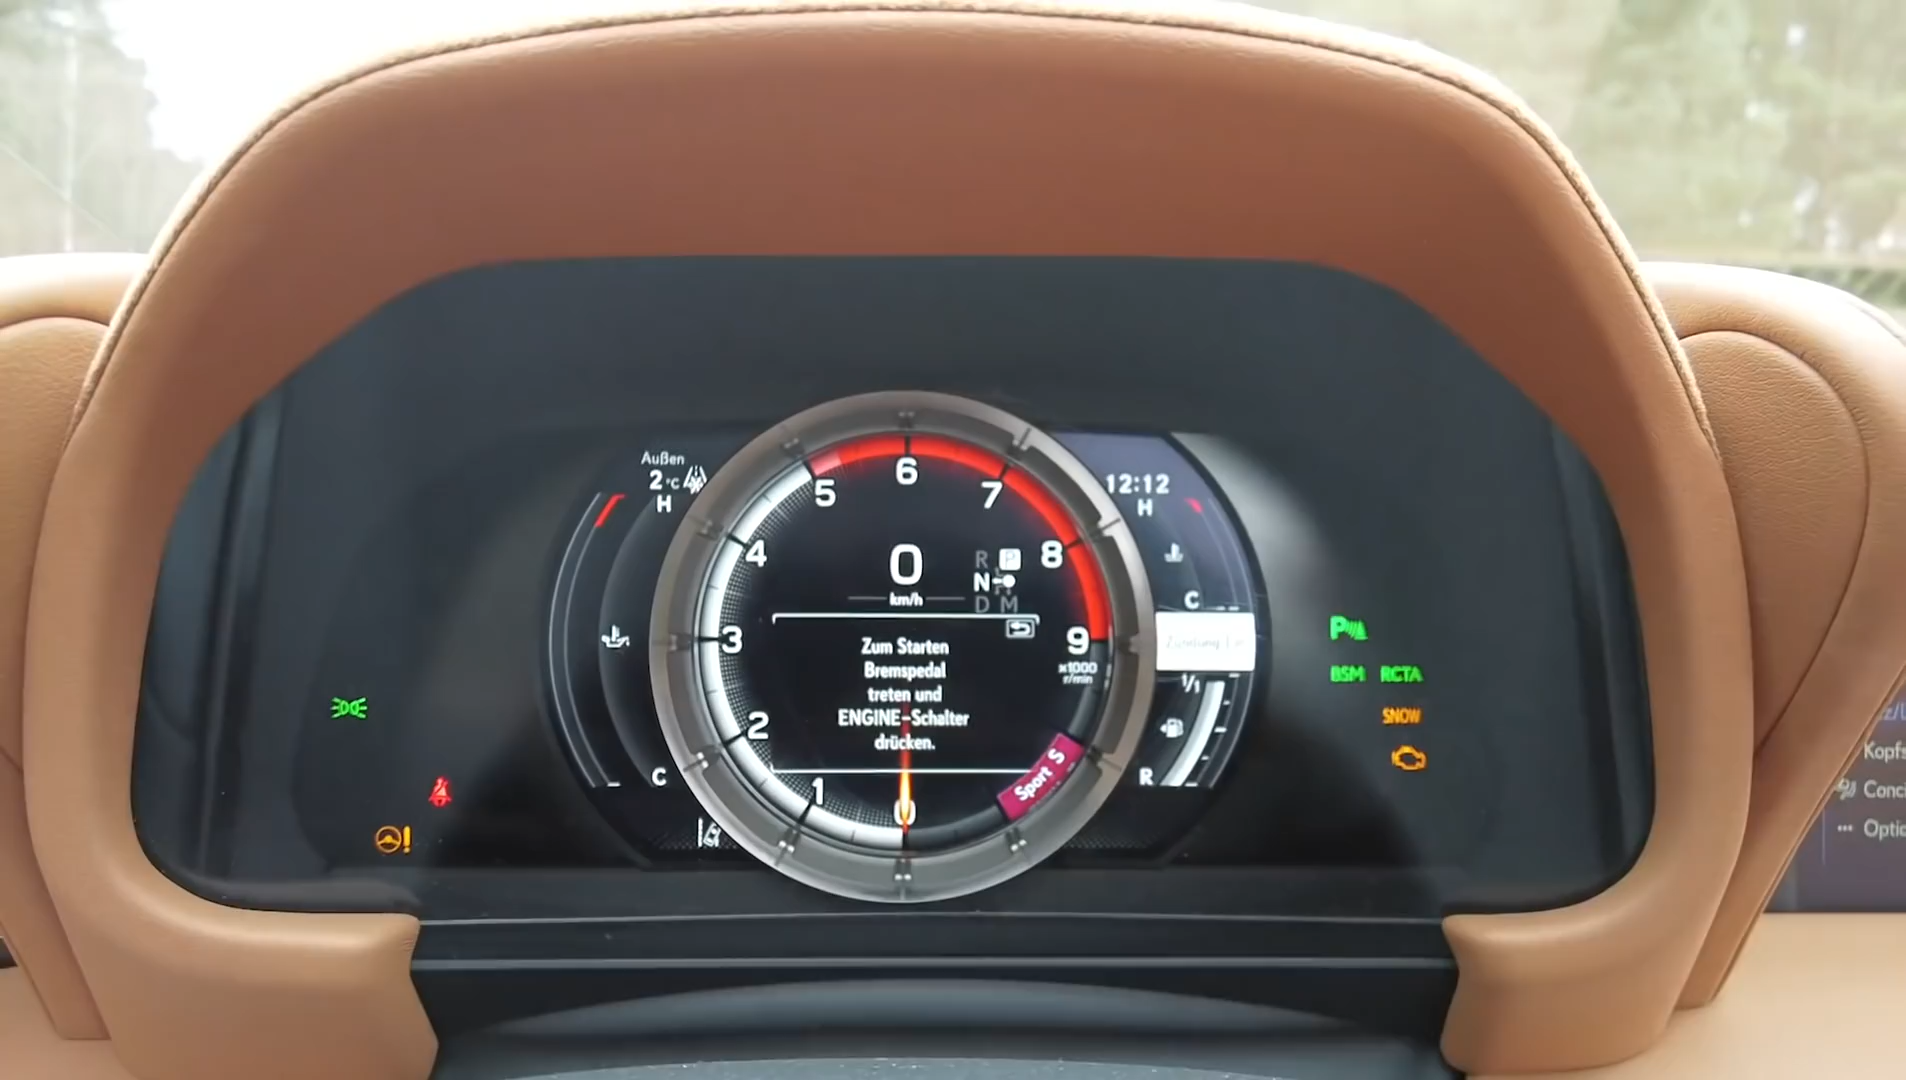 Außen
2 °C
H
12:12
H
6
5
7
4
8
0
km/h
R P
N
D M
C
3
9
x1000
r/min
Zum Starten
Bremspedal
treten und
ENGINE-Schalter
drücken.
1/1
BSM RCTA
SNOW
2
1
0
Sport S
C
R
P
Kopfs
Conci
Optio